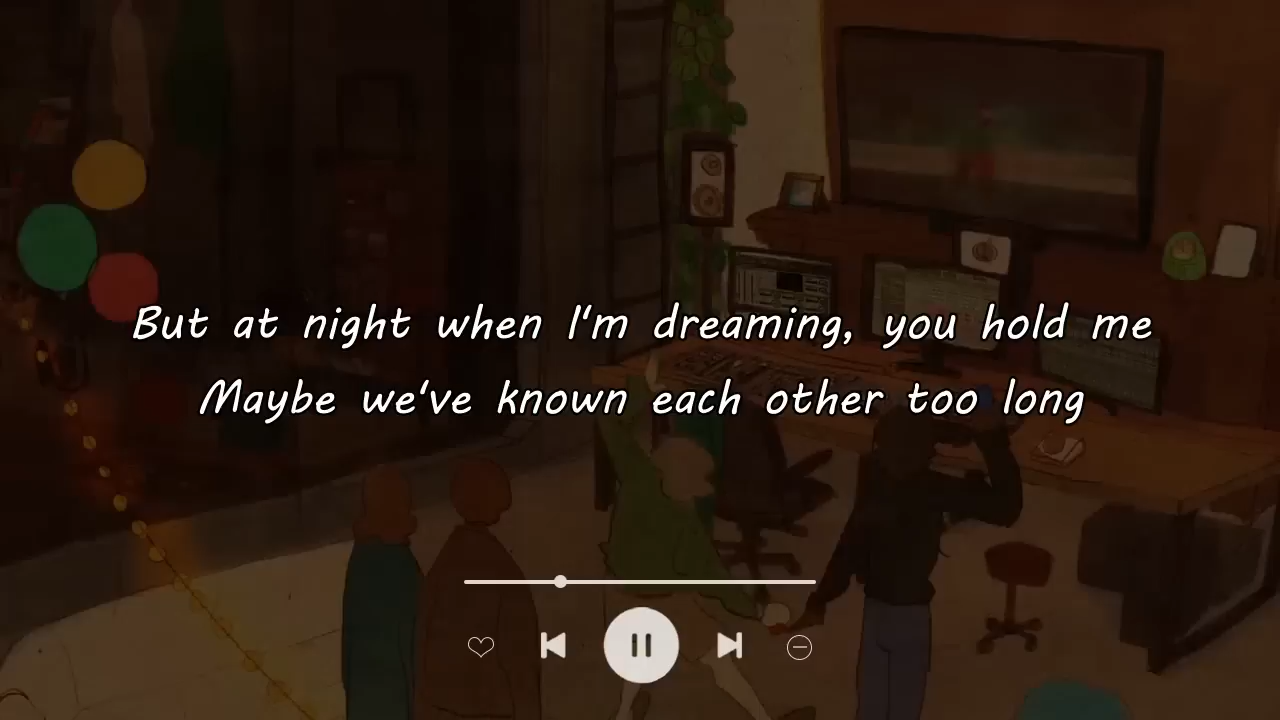 But at night when I'm dreaming, you hold me
Maybe we've known each other too long